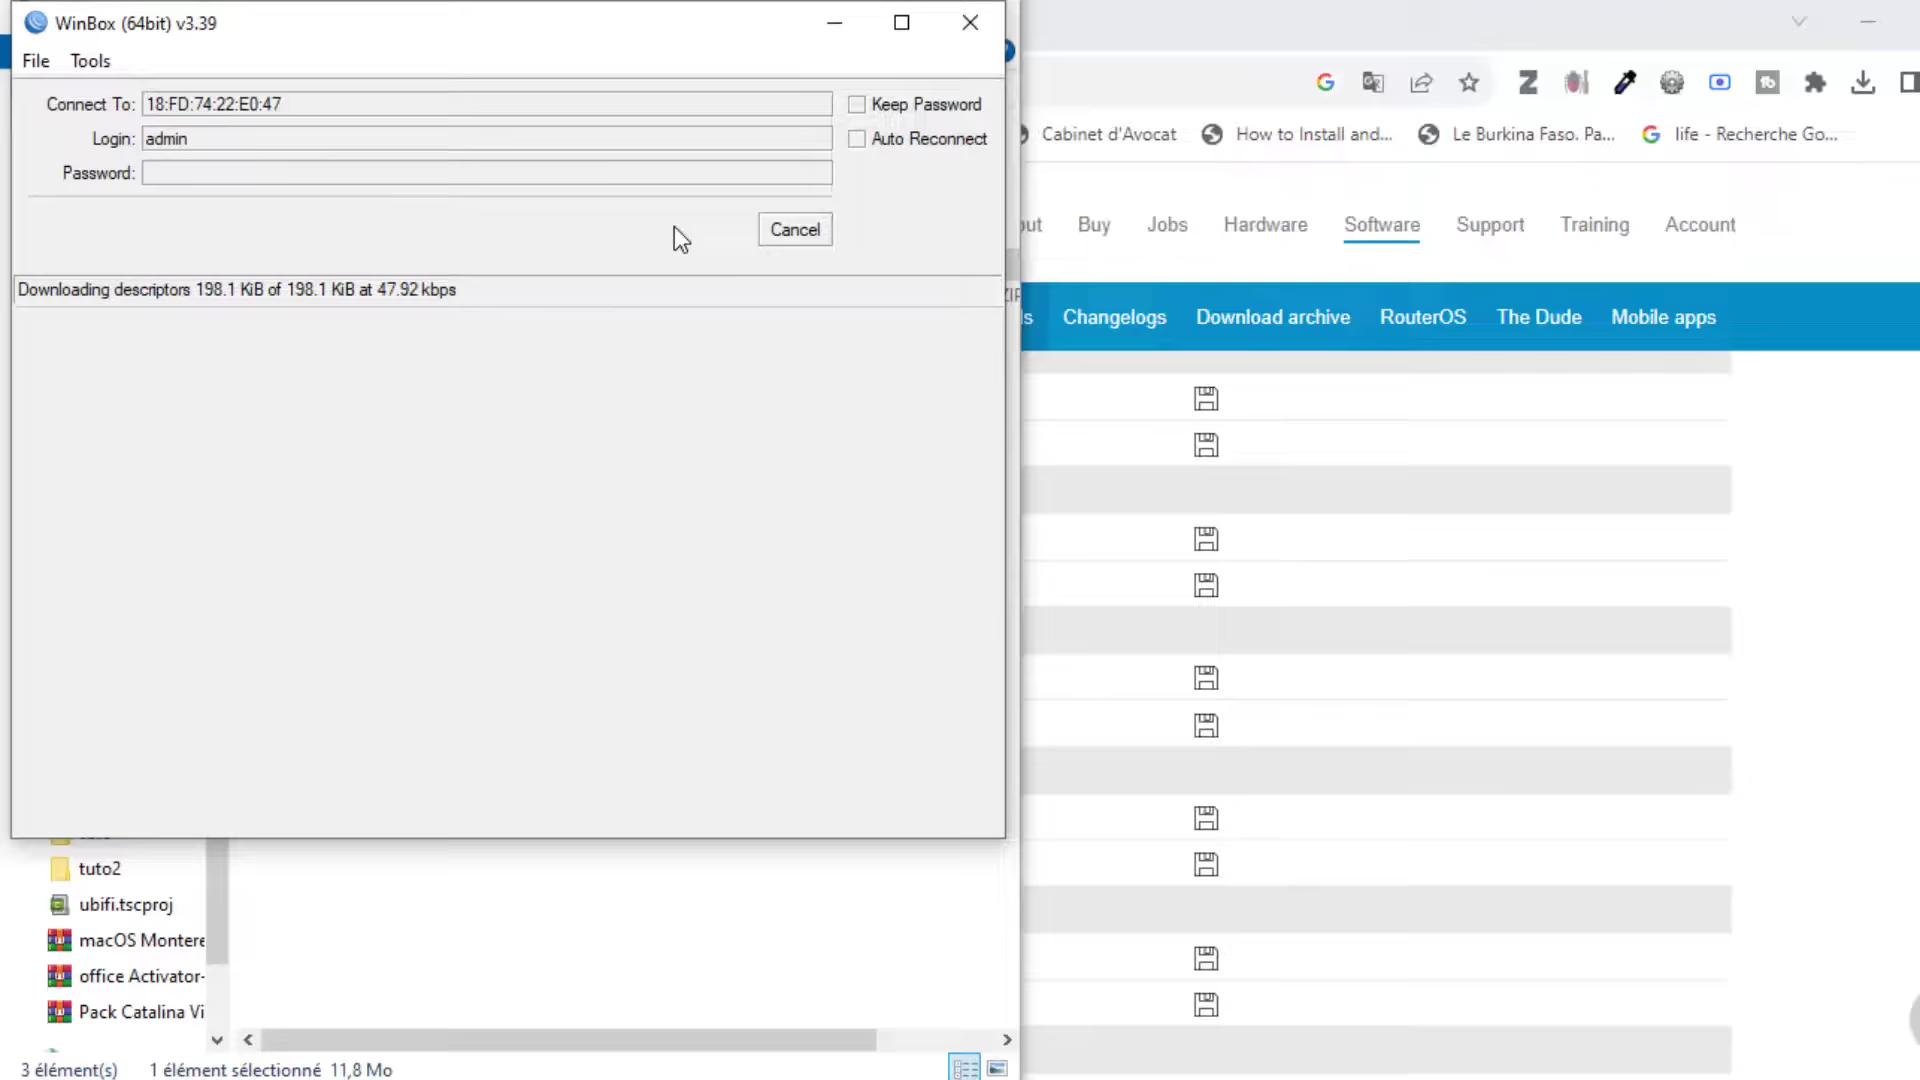 WinBox (64bit) v3.39
File Tools
Connect To: 18:FD:74:22:E0:47 Keep Password
Login: admin Auto Reconnect
Password:
Cancel
Downloading descriptors 198.1 KiB of 198.1 KiB at 47.92 kbps
Cabinet d'Avocat How to Install and... Le Burkina Faso. Pa... life - Recherche Go...
out Buy Jobs Hardware Software Support Training Account
ls Changelogs Download archive RouterOS The Dude Mobile apps
tuto2
ubifi.tscproj
macOS Montere
office Activator-
Pack Catalina Vi
3 élément(s) 1 élément sélectionné 11,8 Mo